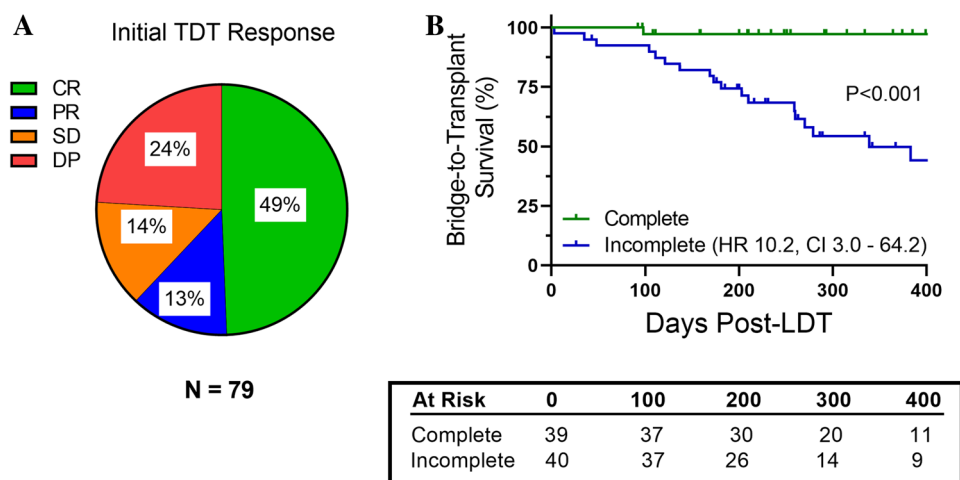 A
Initial TDT Response
CR
PR
SD
DP
24%
49%
14%
13%
N = 79
B
Bridge-to-Transplant
Survival (%)
100
75
50
25
0
P<0.001
Complete
Incomplete (HR 10.2, CI 3.0 - 64.2)
0 100 200 300 400
Days Post-LDT
At Risk 0 100 200 300 400
Complete 39 37 30 20 11
Incomplete 40 37 26 14 9